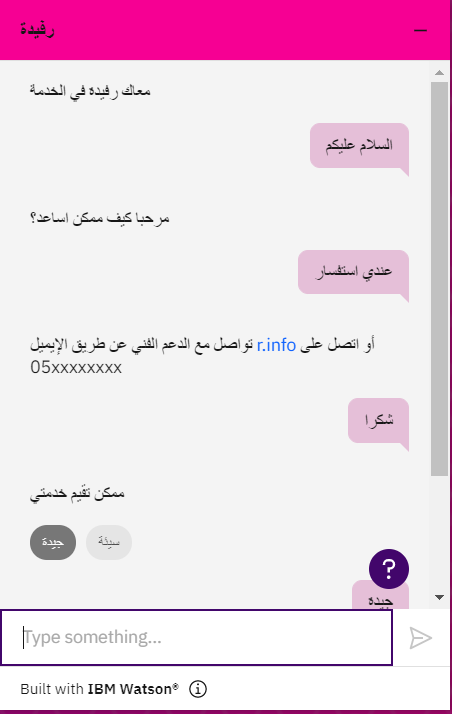 رفيدة
معاك رفيدة في الخدمة
السلام عليكم
مرحبا كيف ممكن اساعد؟
عندي استفسار
تواصل مع الدعم الفني عن طريق الإيميل r.info أو اتصل على
05xxxxxxxx
شكرا
ممكن تقيم خدمتي
جيدة سيئة
?
جيدة
Type something...
Built with IBM Watson®